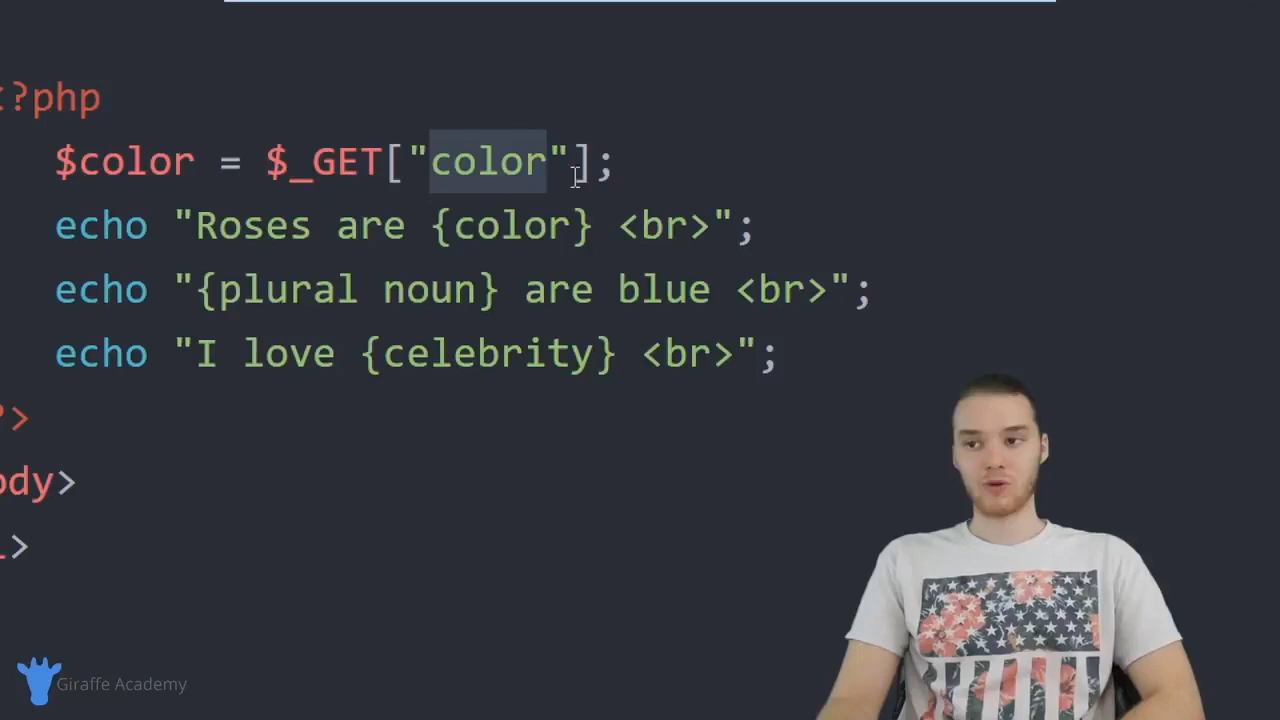 <?php
$color = $_GET["color"];
echo "Roses are {color} <br>";
echo "{plural noun} are blue <br>";
echo "I love {celebrity} <br>";
?>
ody>
>
Giraffe Academy